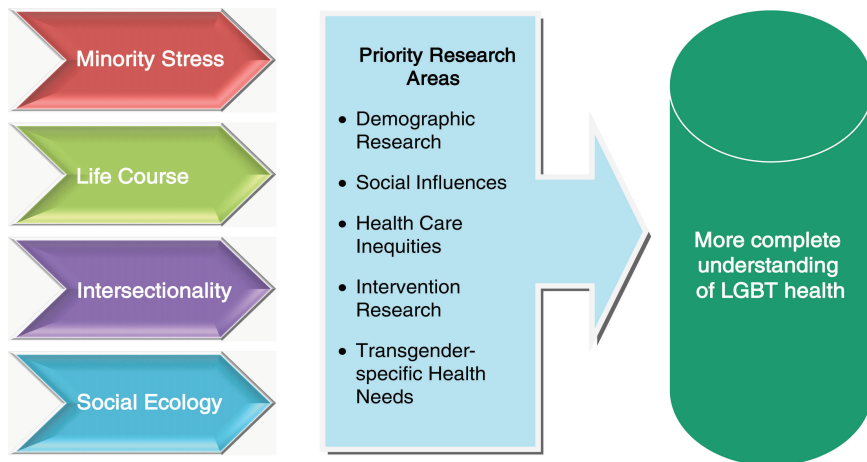 Minority Stress
Life Course
Intersectionality
Social Ecology
Priority Research
Areas
• Demographic
Research
• Social Influences
• Health Care
Inequities
• Intervention
Research
• Transgender-
specific Health
Needs
More complete
understanding
of LGBT health